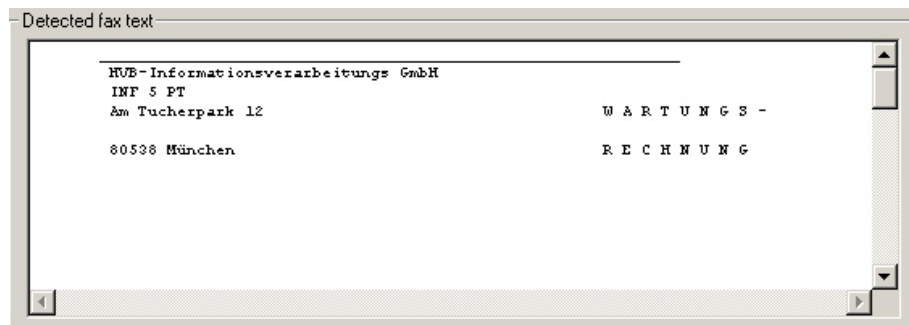 Detected fax text
HVB-Informationsverarbeitungs GmbH
INF 5 PT
Am Tucherpark 12 W A R T U N G S -
80538 München R E C H N U N G